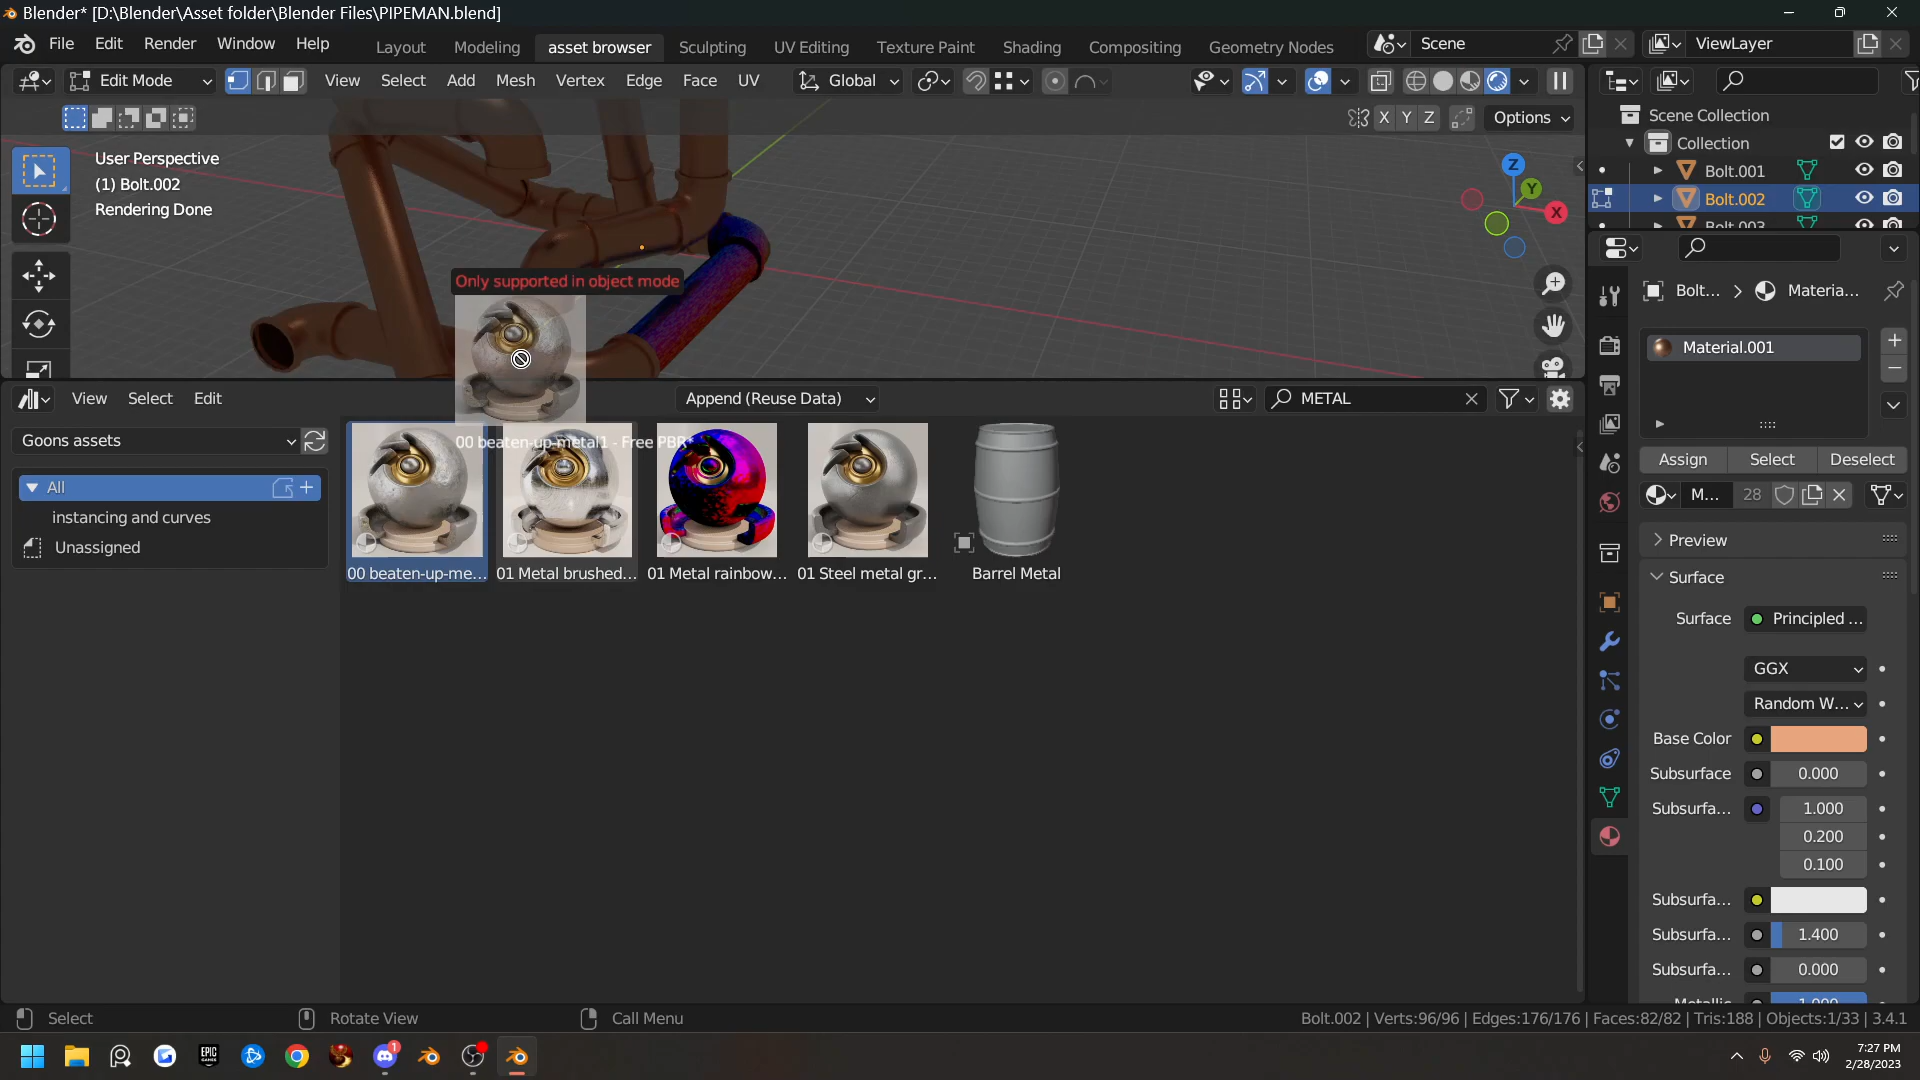 Blender* [D:\Blender\Asset folder\Blender Files\PIPEMAN.blend]
File Edit Render Window Help Layout Modeling asset browser Sculpting UV Editing Texture Paint Shading Compositing Geometry Nodes Scene ViewLayer
Edit Mode View Select Add Mesh Vertex Edge Face UV Global
X Y Z Options
User Perspective
(1) Bolt.002
Rendering Done
Z
Y
X
Only supported in object mode
Scene Collection
Collection
Bolt.001
Bolt.002
Bolt.003
Bolt... Materia...
Material.001
Assign Select Deselect
M... 28
Preview
Surface
Surface Principled ...
GGX
Random W...
Base Color
Subsurface 0.000
Subsurfa... 1.000
0.200
0.100
Subsurfa...
Subsurfa... 1.400
Subsurfa... 0.000
Metallic 1.000
View Select Edit Append (Reuse Data) METAL
Goons assets
All
instancing and curves
Unassigned
00 beaten-up-metal1 - Free PBR*
00 beaten-up-me... 01 Metal brushed... 01 Metal rainbow... 01 Steel metal gr... Barrel Metal
Select Rotate View Call Menu
Bolt.002 | Verts:96/96 | Edges:176/176 | Faces:82/82 | Tris:188 | Objects:1/33 | 3.4.1
EPIC
GAMES
1
7:27 PM
2/28/2023